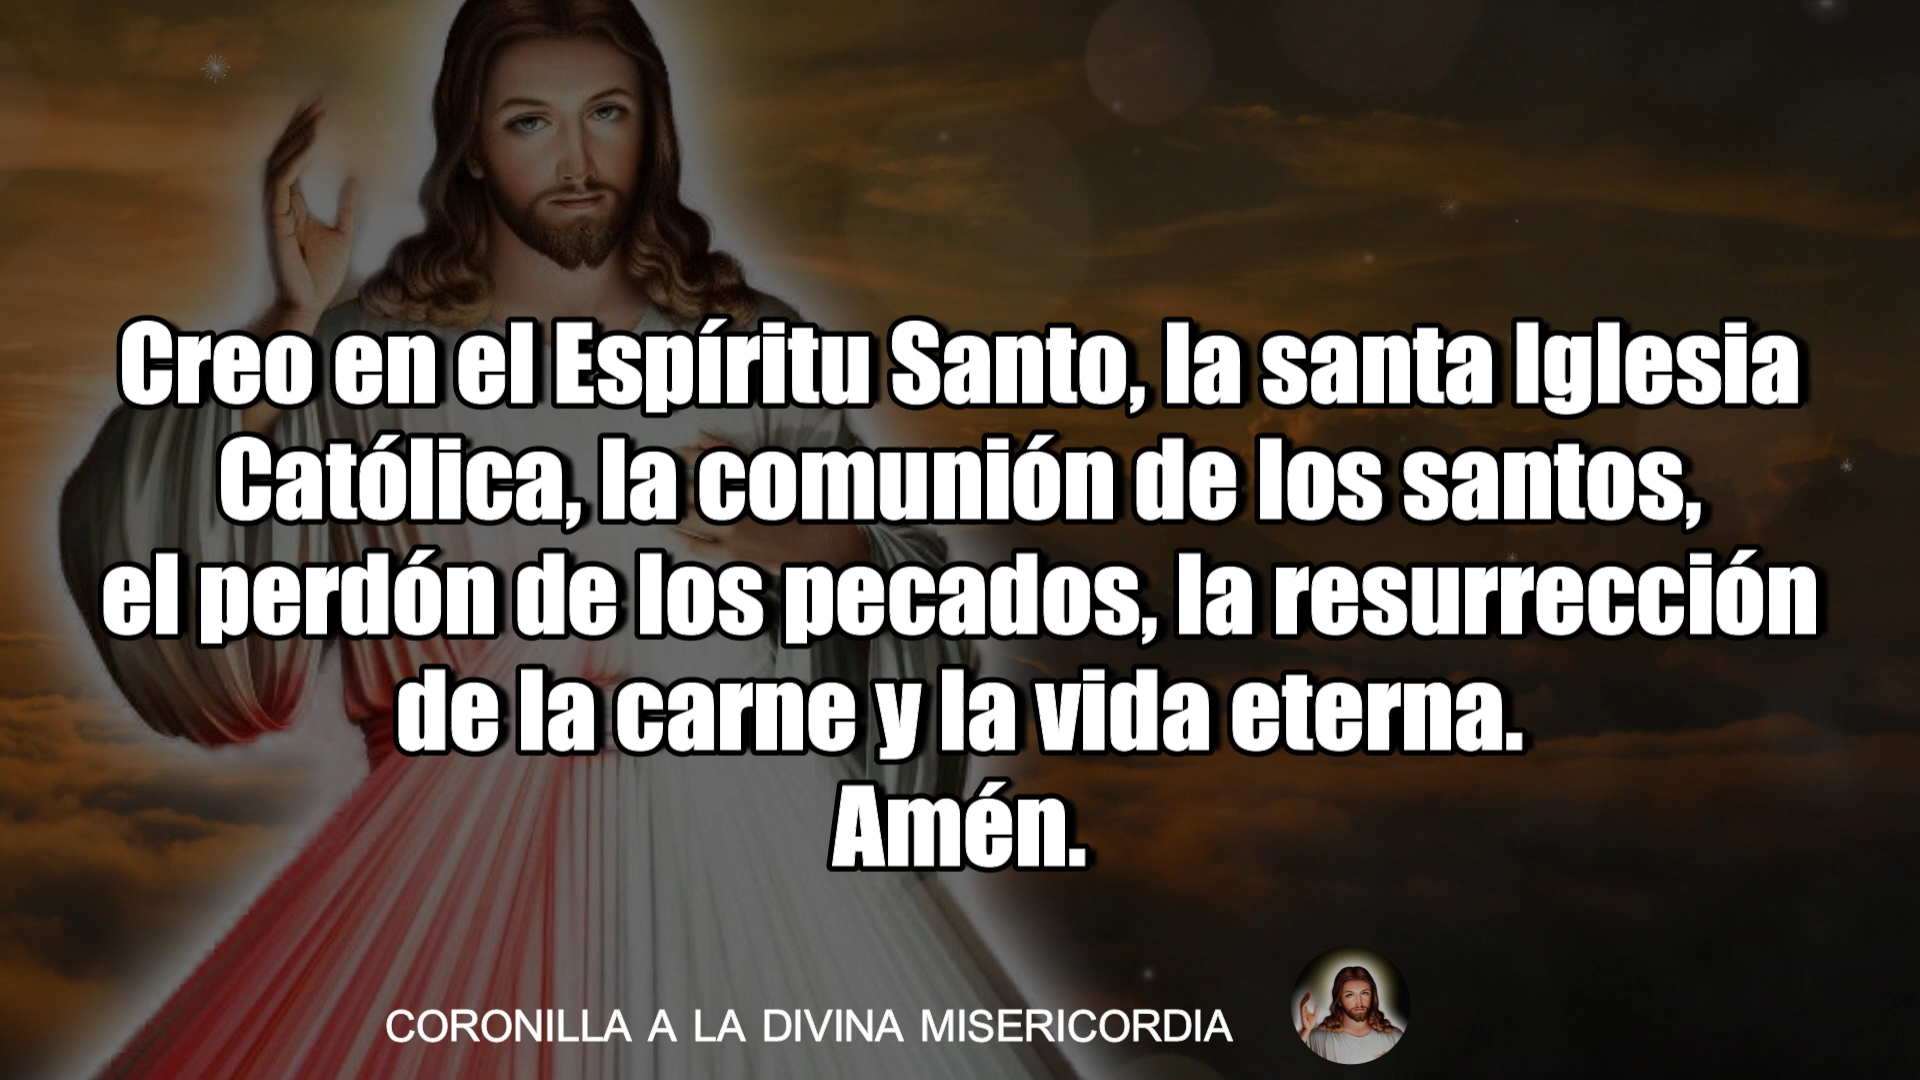 Creo en el Espíritu Santo, la santa Iglesia
Católica, la comunión de los santos,
el perdón de los pecados, la resurrección
de la carne y la vida eterna.
Amén.
CORONILLA A LA DIVINA MISERICORDIA